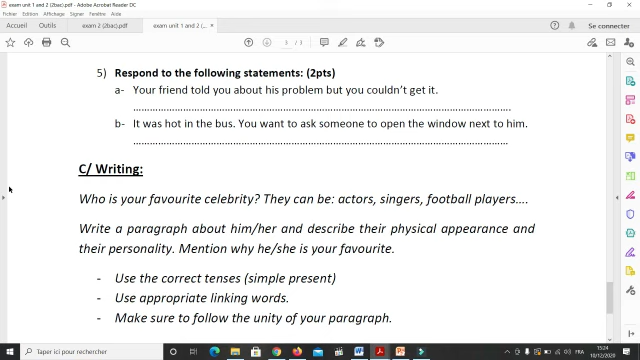 exam unit 1 and 2 (2bac).pdf - Adobe Acrobat Reader DC
Fichier Edition Affichage Signer Fenêtre Aide
Accueil Outils exam 2 (2bac).pdf exam unit 1 and 2 (... × Se connecter
3 / 3
5) Respond to the following statements: (2pts)
a- Your friend told you about his problem but you couldn't get it.
........................................................................................................................
b- It was hot in the bus. You want to ask someone to open the window next to him.
........................................................................................................................
C/ Writing:
Who is your favourite celebrity? They can be: actors, singers, football players....
Write a paragraph about him/her and describe their physical appearance and
their personality. Mention why he/she is your favourite.
- Use the correct tenses (simple present)
- Use appropriate linking words.
- Make sure to follow the unity of your paragraph.
Taper ici pour rechercher
FRA
15:24
10/12/2020